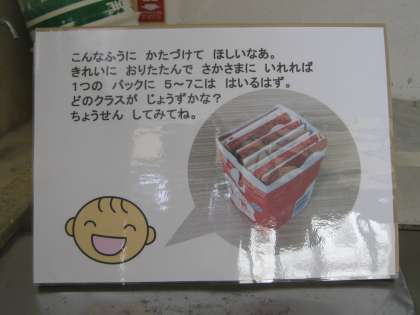 こんなふうに かたづけて ほしいなあ。
きれいに おりたたんで さかさまに いれれば
1つの パックに 5～7こは はいるはず。
どのクラスが じょうずかな？
ちょうせん してみてね。